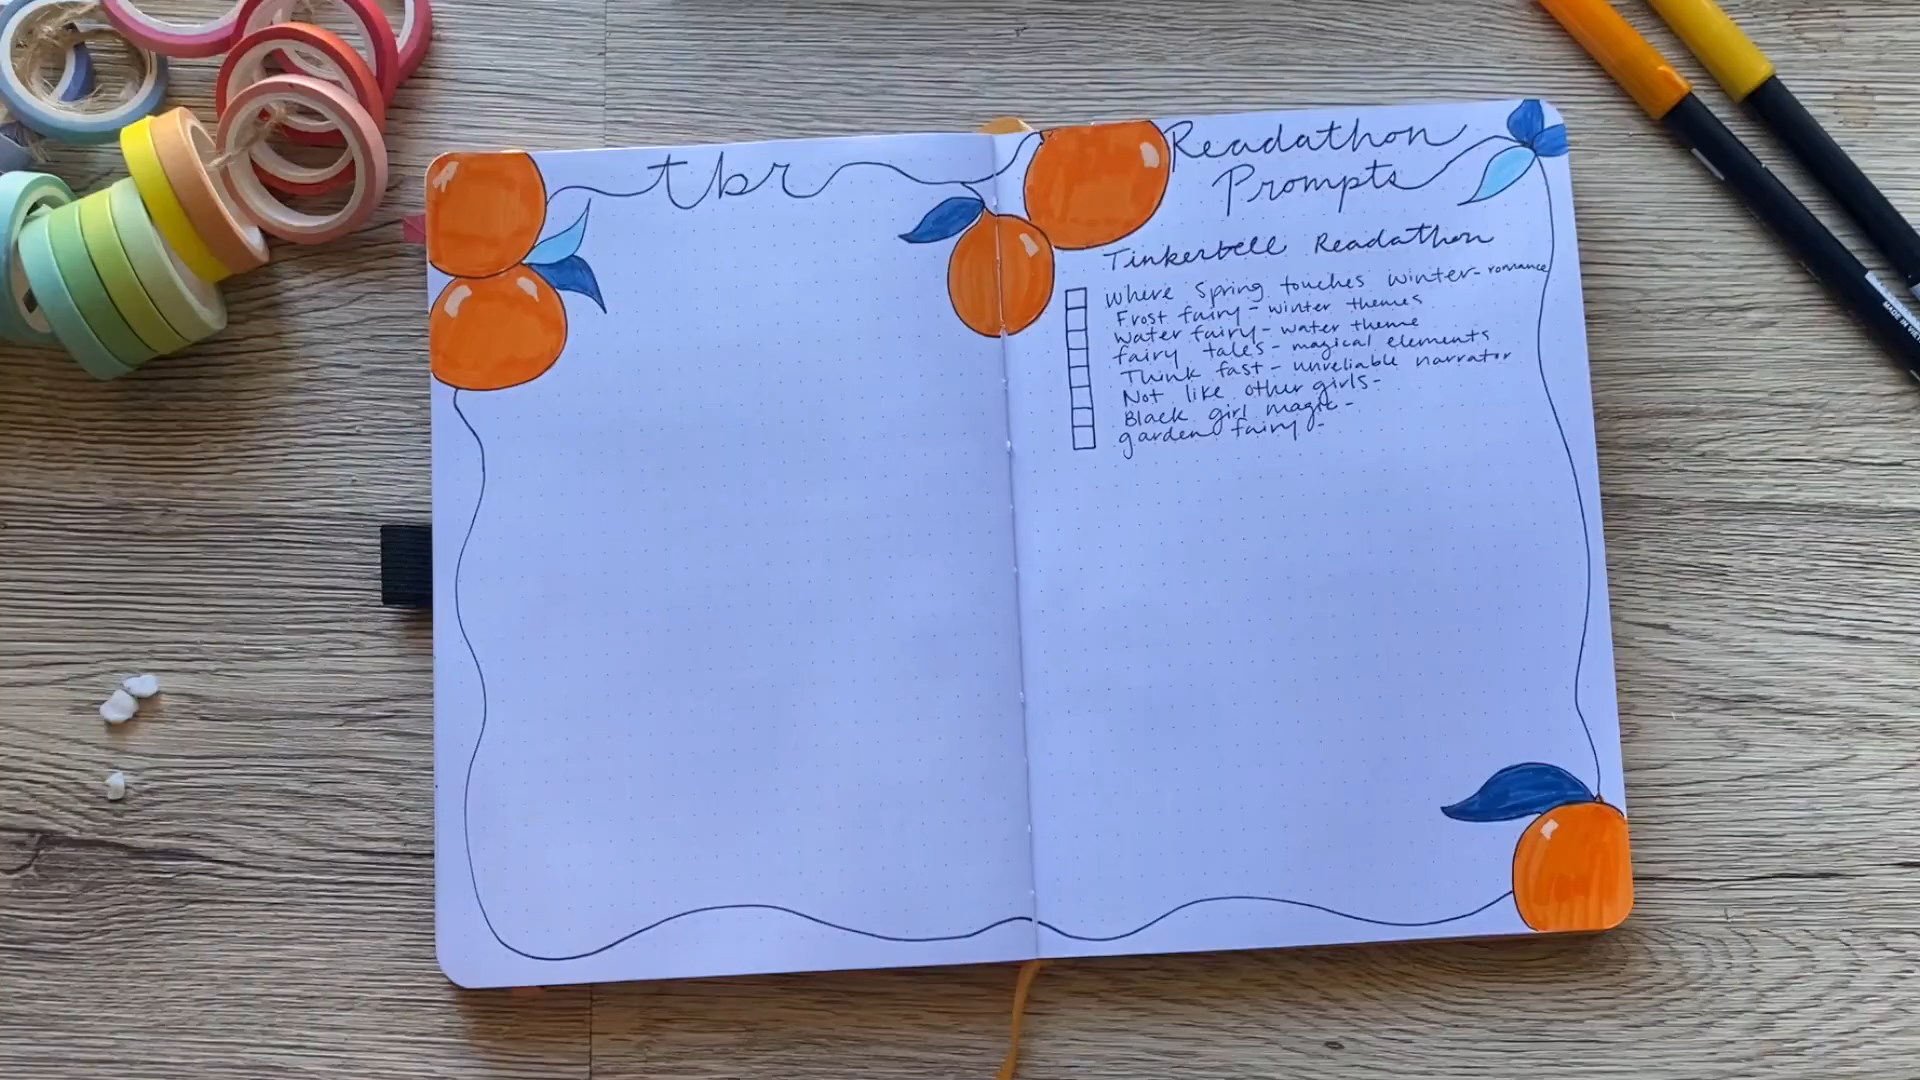 tbr
Readathon
Prompts
Tinkerbell Readathon
Where Spring touches winter - romance
Frost fairy - winter themes
Water fairy - water theme
fairy tales - magical elements
Think fast - unreliable narrator
Not like other girls -
Black girl magic -
garden fairy -